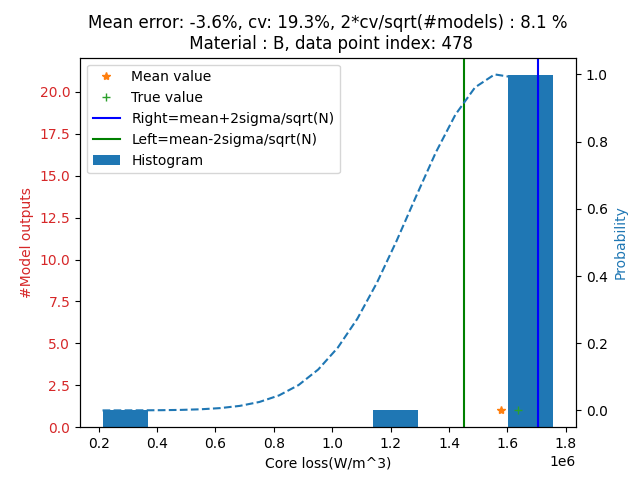 Mean error: -3.6%, cv: 19.3%, 2*cv/sqrt(#models) : 8.1 %
Material : B, data point index: 478
Mean value
True value
Right=mean+2sigma/sqrt(N)
Left=mean-2sigma/sqrt(N)
Histogram
#Model outputs
20.0
17.5
15.0
12.5
10.0
7.5
5.0
2.5
0.0
Probability
1.0
0.8
0.6
0.4
0.2
0.0
0.2 0.4 0.6 0.8 1.0 1.2 1.4 1.6 1.8
1e6
Core loss(W/m^3)